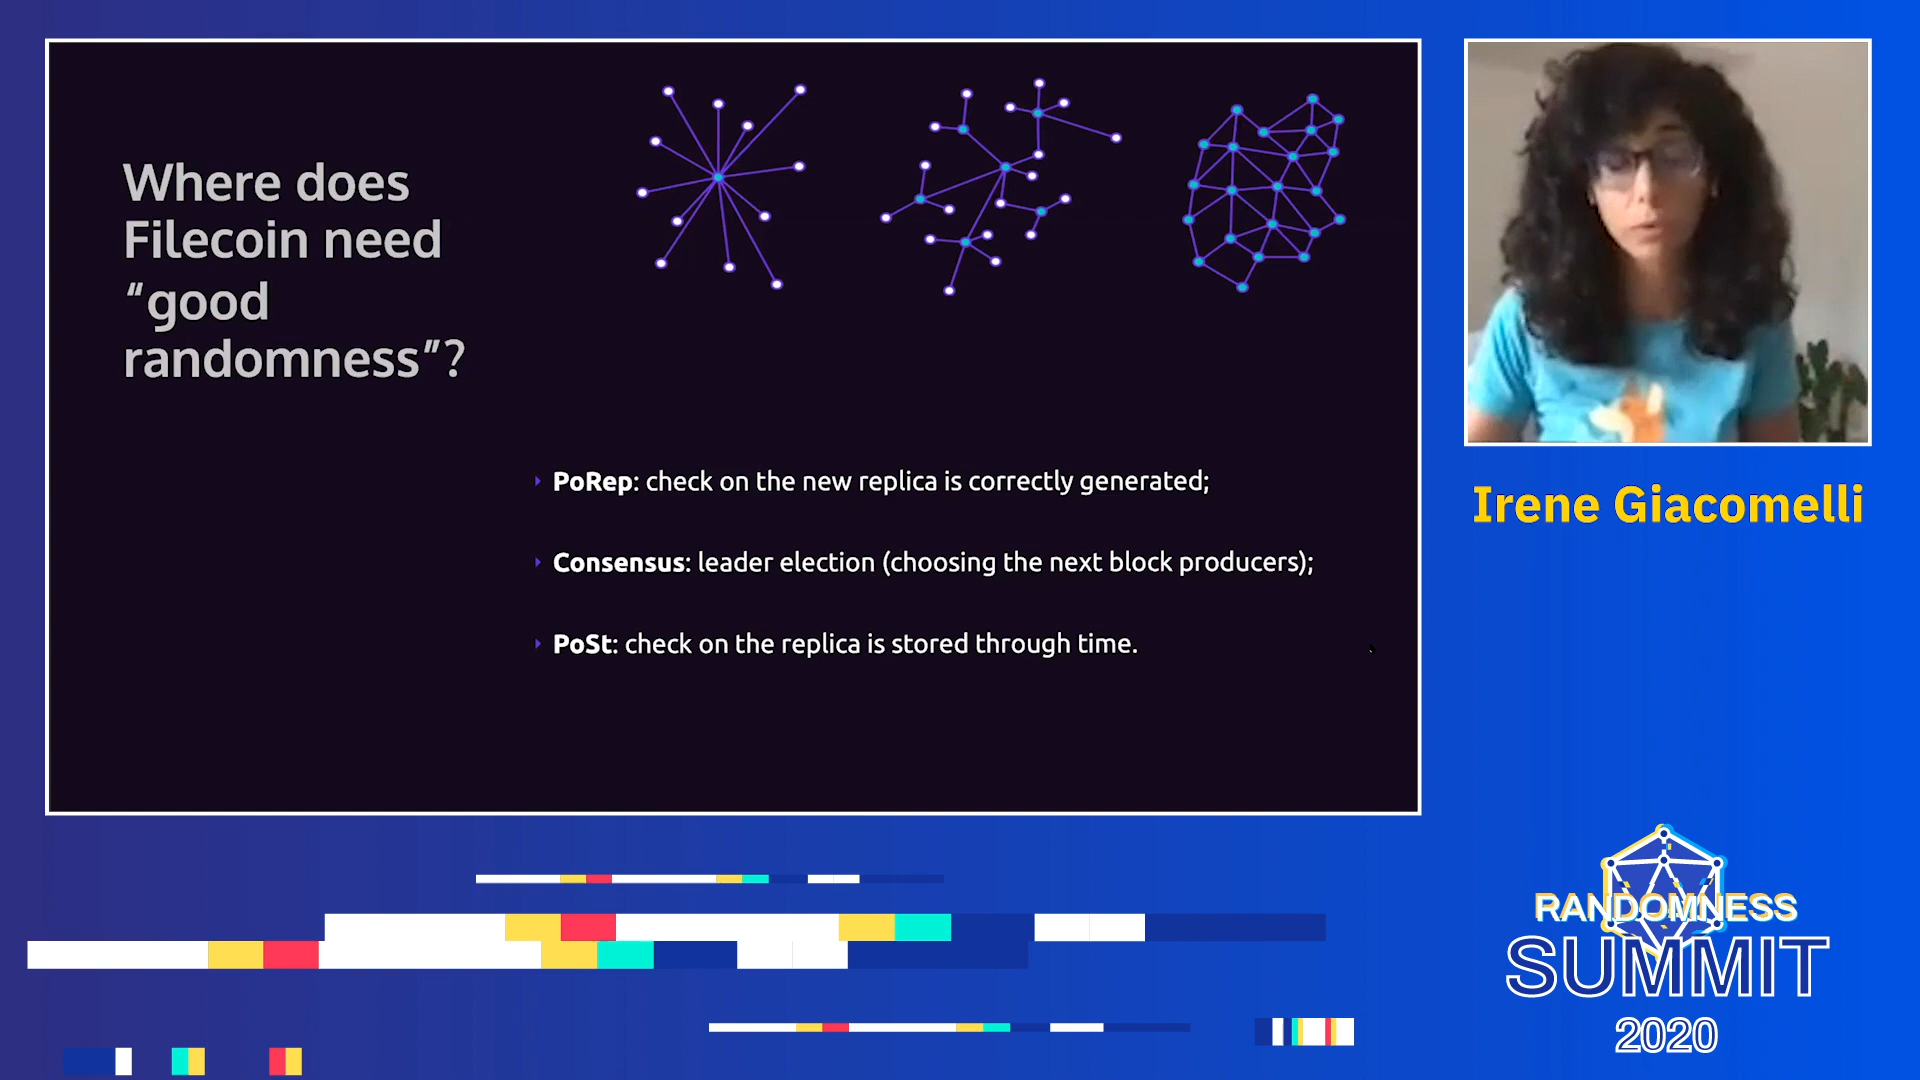 Where does
Filecoin need
“good
randomness”?
PoRep: check on the new replica is correctly generated;
Consensus: leader election (choosing the next block producers);
PoSt: check on the replica is stored through time.
Irene Giacomelli
RANDOMNESS
SUMMIT
2020